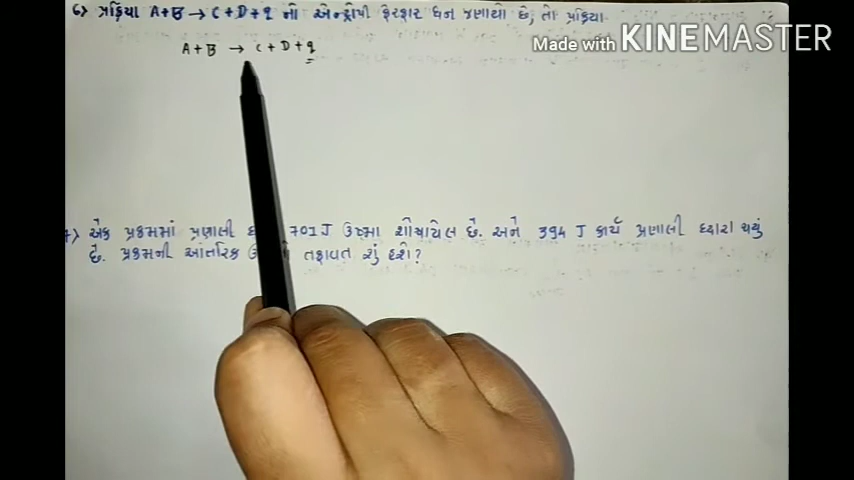 6> પ્રક્રિયા A+B → C+D+q ની એન્ટ્રોપી ફેરફાર ધન જણાયો છે, તો પ્રક્રિયા
Made with KINEMASTER
A+B → C+D+q
7> એક પ્રક્રમમાં પ્રણાલી 701J ઉષ્મા શોષાયેલ છે. અને 394 J કાર્ય પ્રણાલી દ્વારા થયું
છે. પ્રક્રમની આંતરિક તફાવત શું હશે?